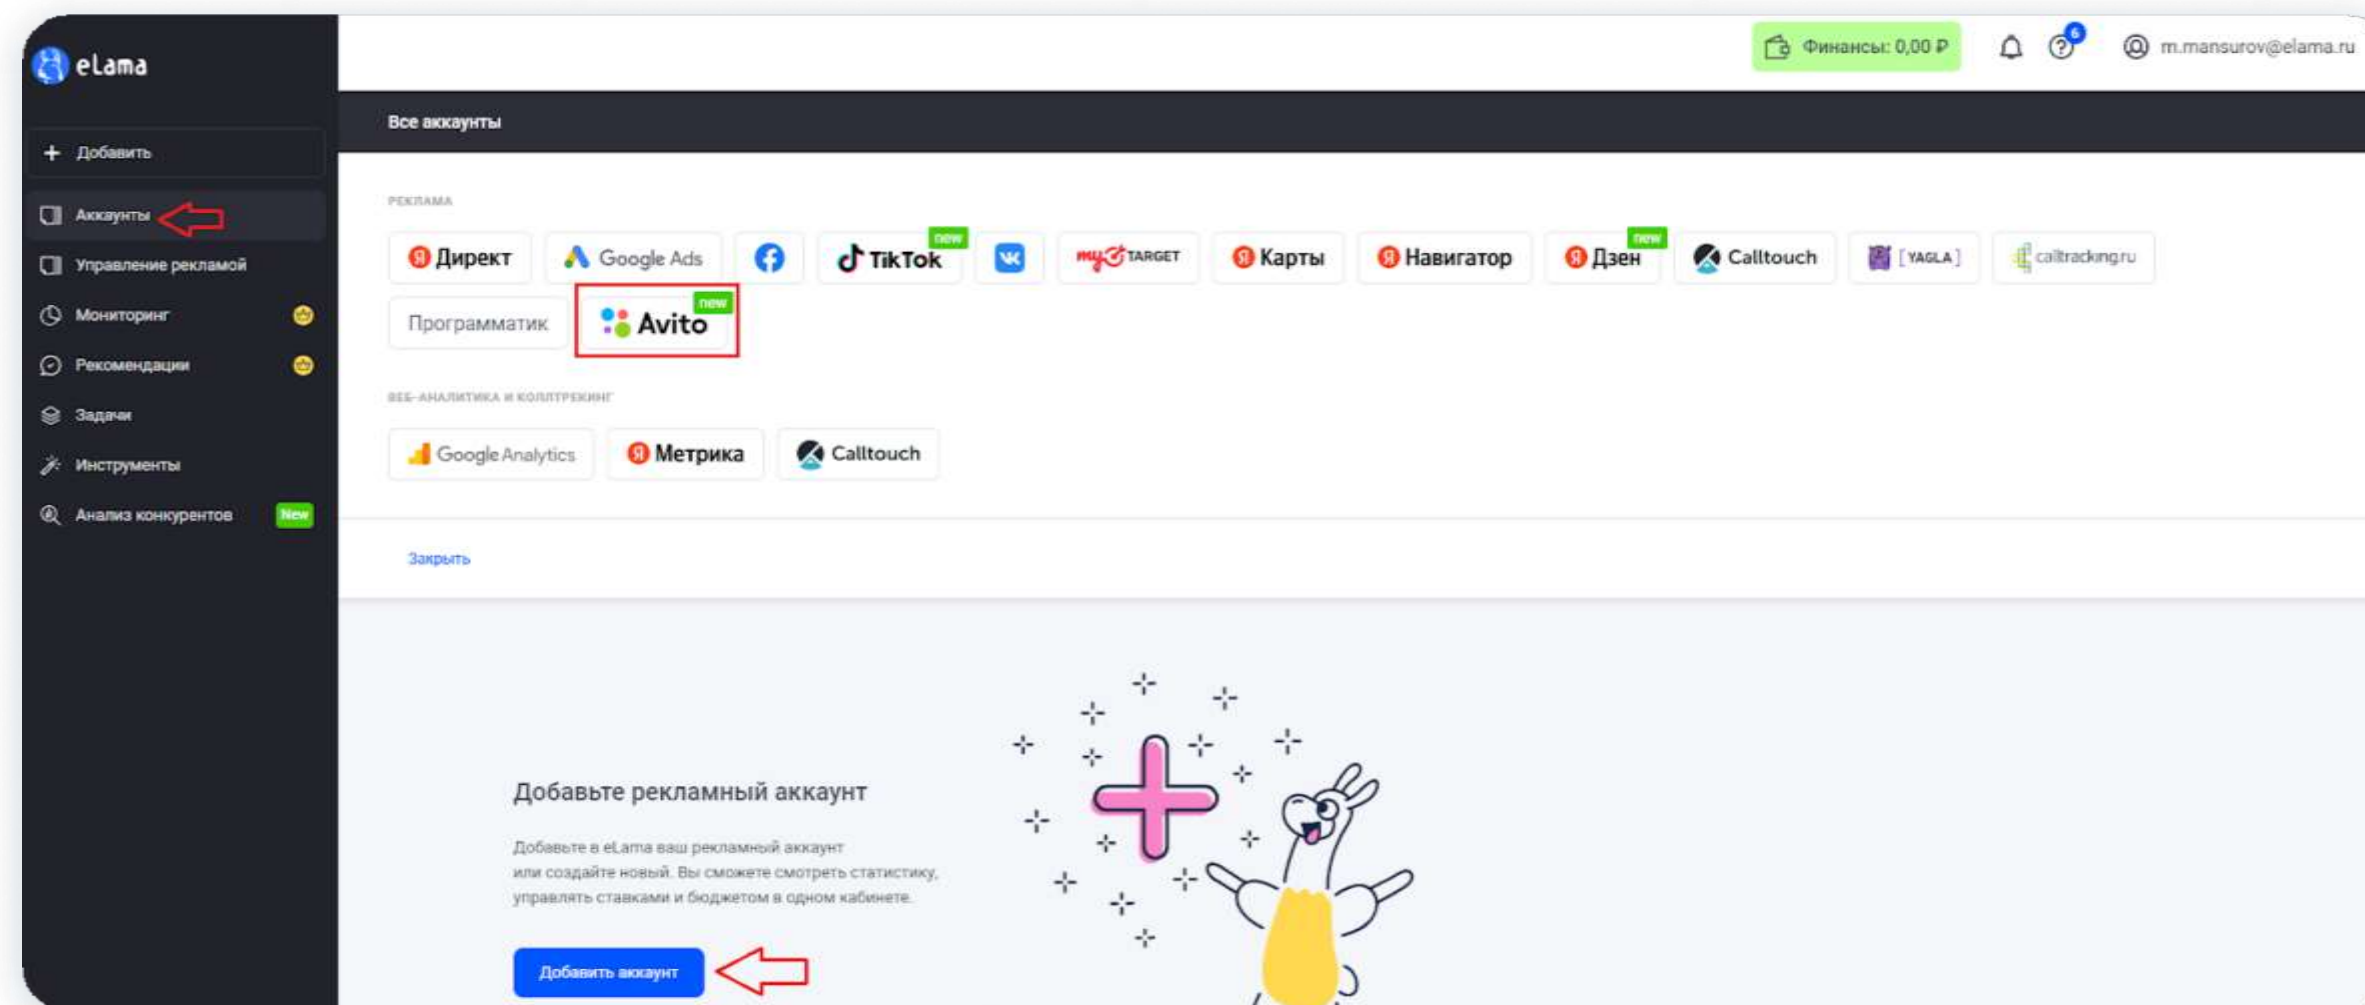 eLama
Финансы: 0,00 ₽
6
m.mansurov@elama.ru
Все аккаунты
+ Добавить
Аккаунты
Управление рекламой
Мониторинг
Рекомендации
Задачи
Инструменты
Анализ конкурентов New
РЕКЛАМА
Я Директ
Google Ads
TikTok new
VK
my TARGET
Я Карты
Я Навигатор
Я Дзен new
Calltouch
[YAGLA]
calltracking.ru
Программатик
Avito new
ВЕБ-АНАЛИТИКА И КОЛЛТРЕКИНГ
Google Analytics
Я Метрика
Calltouch
Закрыть
Добавьте рекламный аккаунт
Добавьте в eLama ваш рекламный аккаунт
или создайте новый. Вы сможете смотреть статистику,
управлять ставками и бюджетом в одном кабинете.
Добавить аккаунт